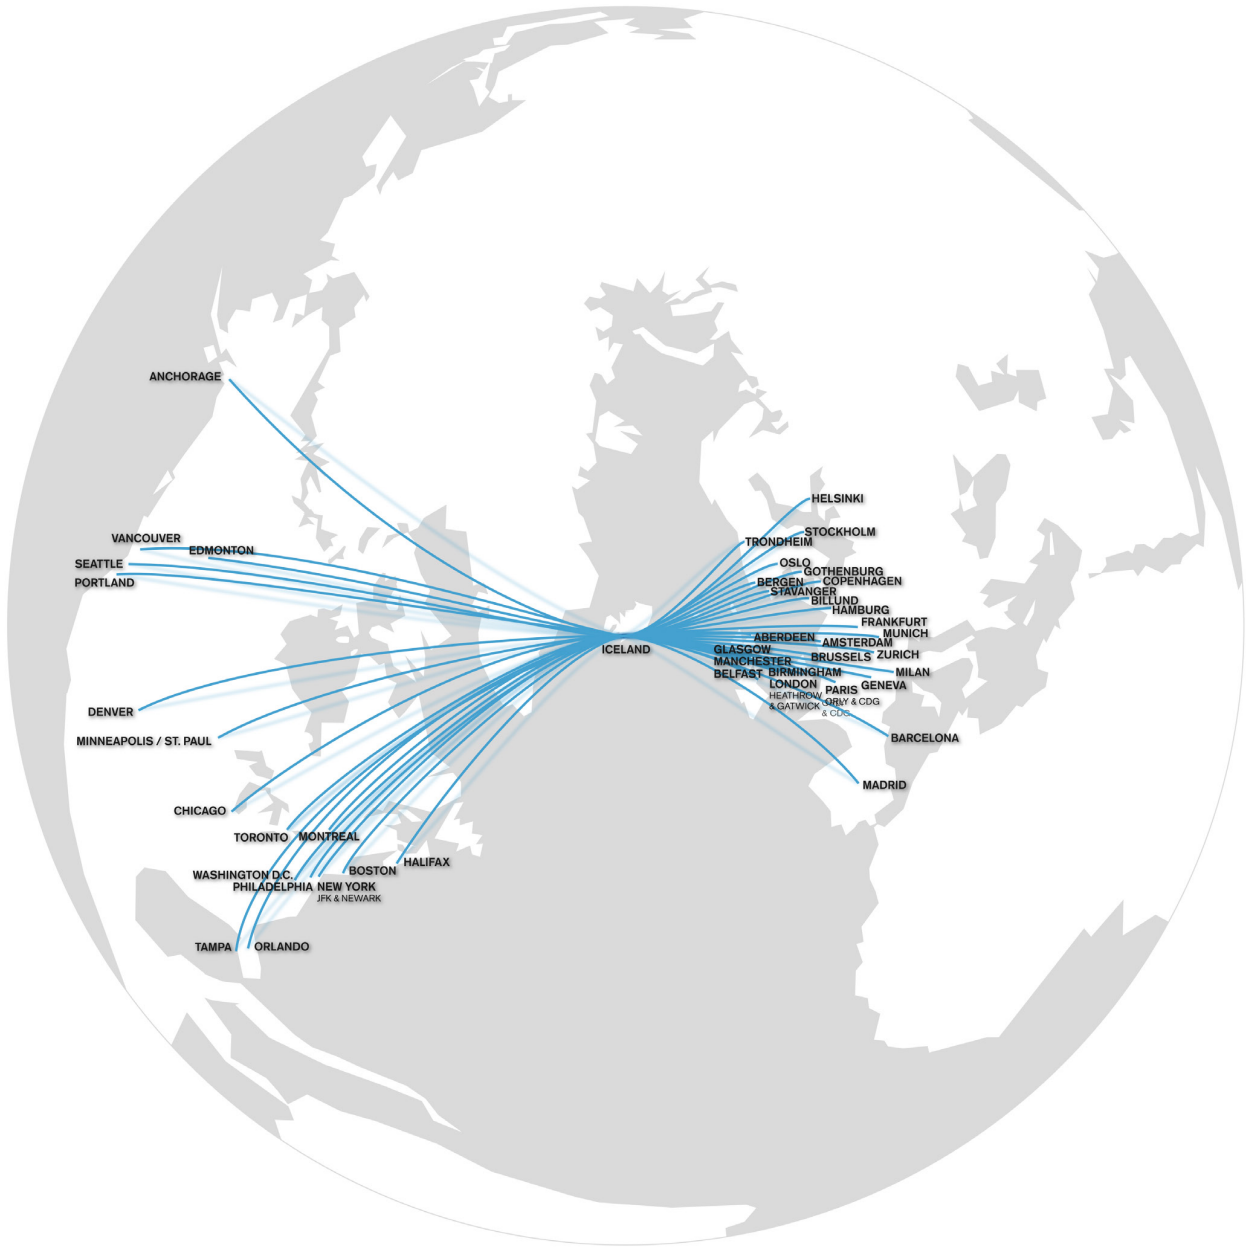 ANCHORAGE
VANCOUVER
EDMONTON
SEATTLE
PORTLAND
DENVER
MINNEAPOLIS / ST. PAUL
CHICAGO
TORONTO
MONTREAL
WASHINGTON D.C.
PHILADELPHIA
NEW YORK
JFK & NEWARK
BOSTON
HALIFAX
TAMPA
ORLANDO
ICELAND
HELSINKI
STOCKHOLM
TRONDHEIM
OSLO
GOTHENBURG
BERGEN
COPENHAGEN
STAVANGER
BILLUND
HAMBURG
FRANKFURT
MUNICH
ABERDEEN
AMSTERDAM
GLASGOW
ZURICH
BRUSSELS
MANCHESTER
BELFAST
BIRMINGHAM
MILAN
LONDON
HEATHROW
& GATWICK
PARIS
ORLY & CDG
& CDG
GENEVA
BARCELONA
MADRID